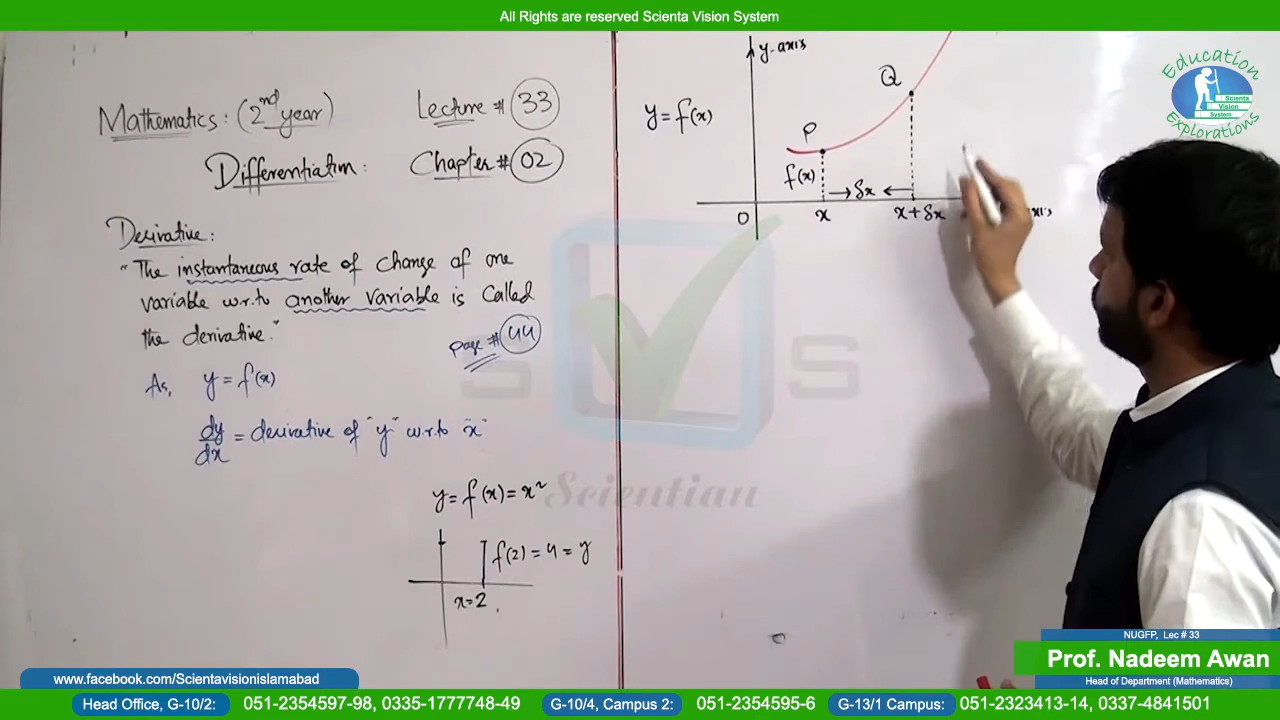 All Rights are reserved Scienta Vision System
Mathematics: (2nd year)
Lecture # 33
Differentiation:
Chapter # 02
Derivative:
"The instantaneous rate of change of one
variable w.r.to another variable is called
the derivative."
page # 44
As, y = f(x)
dy/dx = derivative of "y" w.r.to "x"
y = f(x) = x²
f(2) = 4 = y
x=2
y-axis
y = f(x)
Q
P
f(x)
δx
O
x
x+δx
Education
Scienta
Vision
System
Explorations
S
S
Scientian
NUGFP, Lec # 33
Prof. Nadeem Awan
Head of Department (Mathematics)
www.facebook.com/Scientavisionislamabad
Head Office, G-10/2: 051-2354597-98, 0335-1777748-49 G-10/4, Campus 2: 051-2354595-6 G-13/1 Campus: 051-2323413-14, 0337-4841501